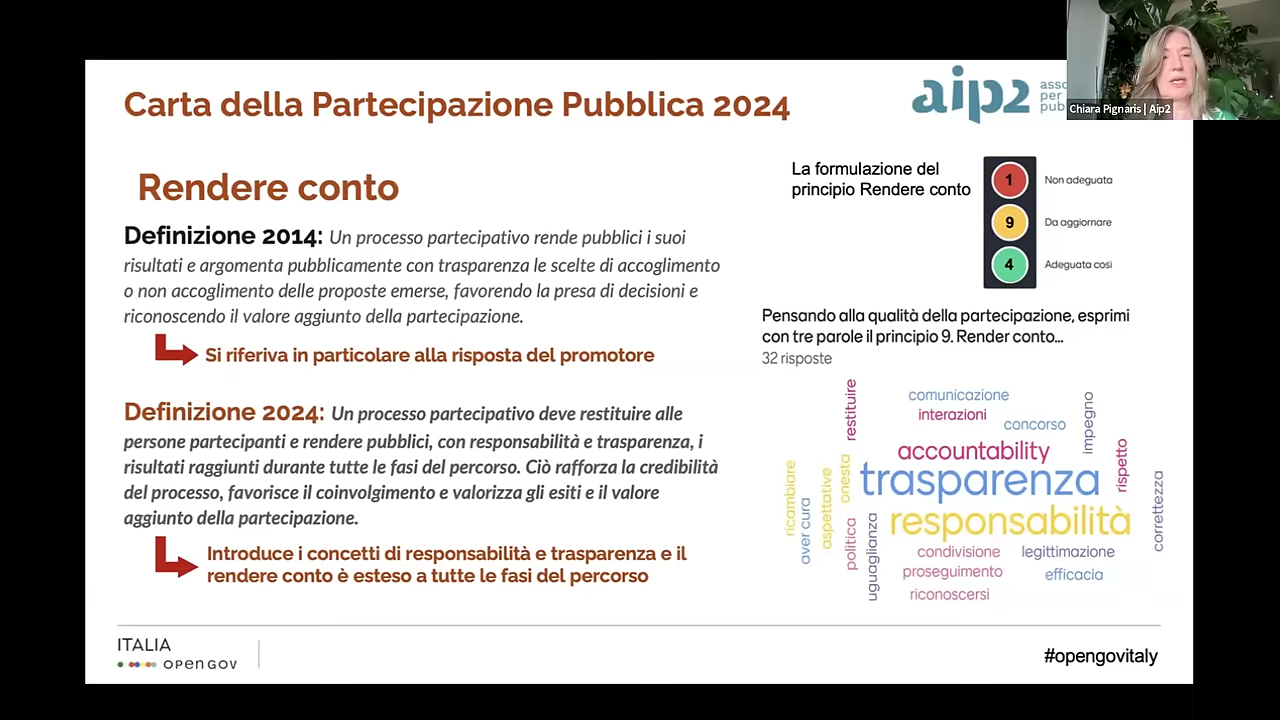 Carta della Partecipazione Pubblica 2024
aip2
asso
per
pub
Chiara Pignaris | Aip2
Rendere conto
Definizione 2014: Un processo partecipativo rende pubblici i suoi
risultati e argomenta pubblicamente con trasparenza le scelte di accoglimento
o non accoglimento delle proposte emerse, favorendo la presa di decisioni e
riconoscendo il valore aggiunto della partecipazione.
Si riferiva in particolare alla risposta del promotore
Definizione 2024: Un processo partecipativo deve restituire alle
persone partecipanti e rendere pubblici, con responsabilità e trasparenza, i
risultati raggiunti durante tutte le fasi del percorso. Ciò rafforza la credibilità
del processo, favorisce il coinvolgimento e valorizza gli esiti e il valore
aggiunto della partecipazione.
Introduce i concetti di responsabilità e trasparenza e il
rendere conto è esteso a tutte le fasi del percorso
La formulazione del
principio Rendere conto
1 Non adeguata
9 Da aggiornare
4 Adeguata così
Pensando alla qualità della partecipazione, esprimi
con tre parole il principio 9. Render conto...
32 risposte
restituire
comunicazione
interazioni
concorso
impegno
accountability
rispetto
trasparenza
responsabilità
ricambiare
aver cura
aspettative
onesta
politica
uguaglianza
correttezza
condivisione
legittimazione
proseguimento
efficacia
riconoscersi
ITALIA
OPEN GOV
#opengovitaly